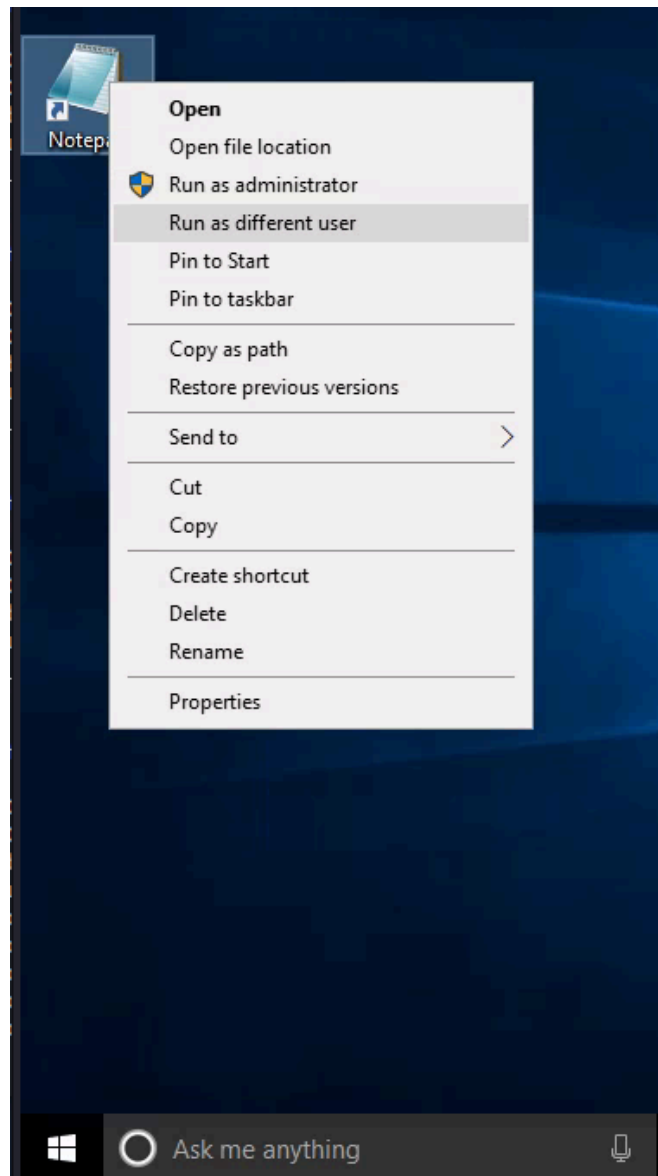 Notep
Open
Open file location
Run as administrator
Run as different user
Pin to Start
Pin to taskbar
Copy as path
Restore previous versions
Send to
Cut
Copy
Create shortcut
Delete
Rename
Properties
Ask me anything